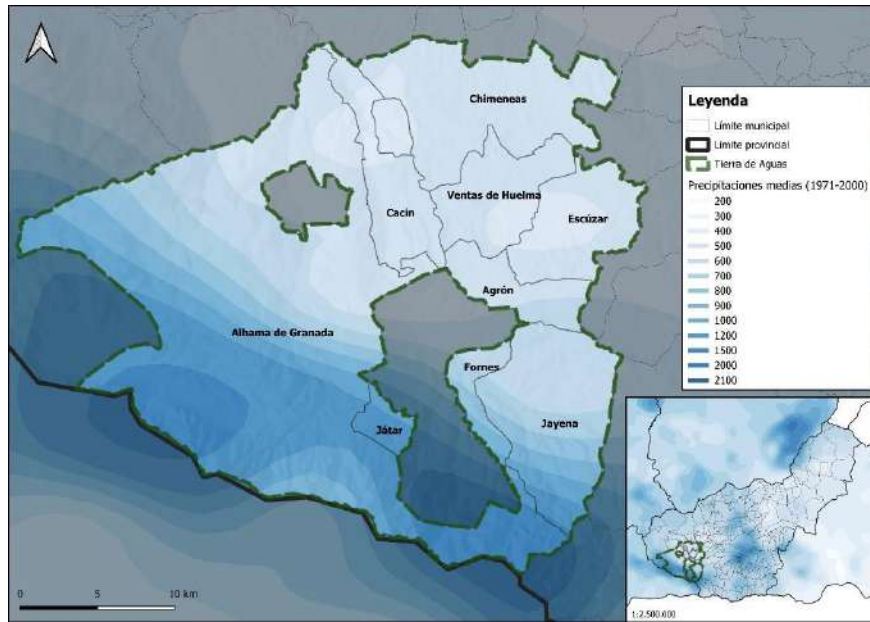 Chimeneas
Ventas de Huelma
Cacín
Escúzar
Agrón
Alhama de Granada
Fornes
Játar
Jayena
Leyenda
Límite municipal
Límite provincial
Tierra de Aguas
Precipitaciones medias (1971-2000)
200
300
400
500
600
700
800
900
1000
1200
1500
2000
2100
0 5 10 km
1:2.500.000